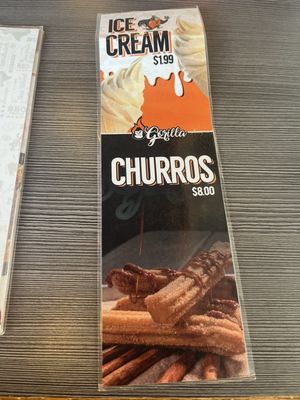 ICE
CREAM
$1.99
Gorilla
CHURROS
$8.00